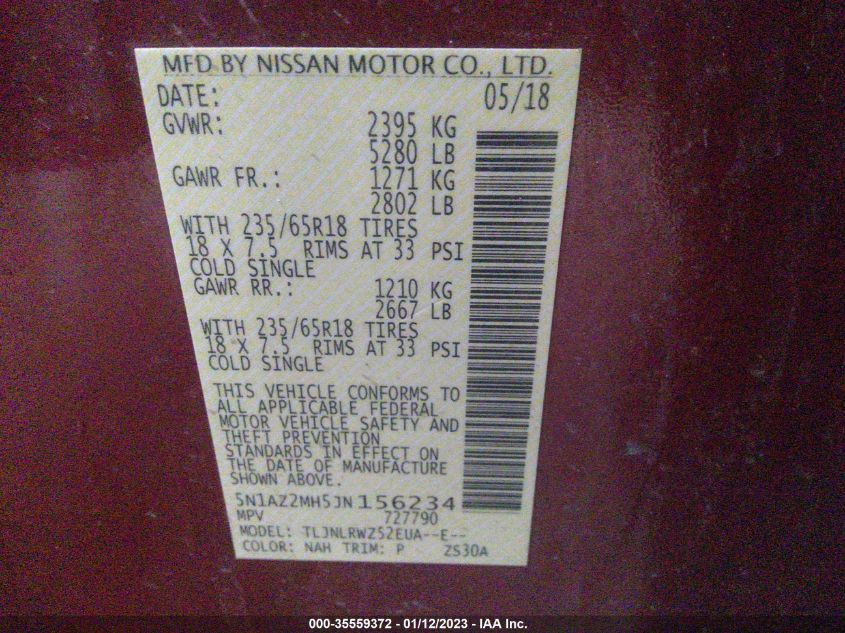 MFD BY NISSAN MOTOR CO., LTD.
DATE: 05/18
GVWR: 2395 KG
5280 LB
GAWR FR.: 1271 KG
2802 LB
WITH 235/65R18 TIRES
18 X 7.5 RIMS AT 33 PSI
COLD SINGLE
GAWR RR.: 1210 KG
2667 LB
WITH 235/65R18 TIRES
18 X 7.5 RIMS AT 33 PSI
COLD SINGLE
THIS VEHICLE CONFORMS TO
ALL APPLICABLE FEDERAL
MOTOR VEHICLE SAFETY AND
THEFT PREVENTION
STANDARDS IN EFFECT ON
THE DATE OF MANUFACTURE
SHOWN ABOVE.
5N1AZ2MH5JN156234
MPV 727790
MODEL: TLJNLRWZ52EUA--E--
COLOR: NAH TRIM: P ZS30A
000-35559372 - 01/12/2023 - IAA Inc.